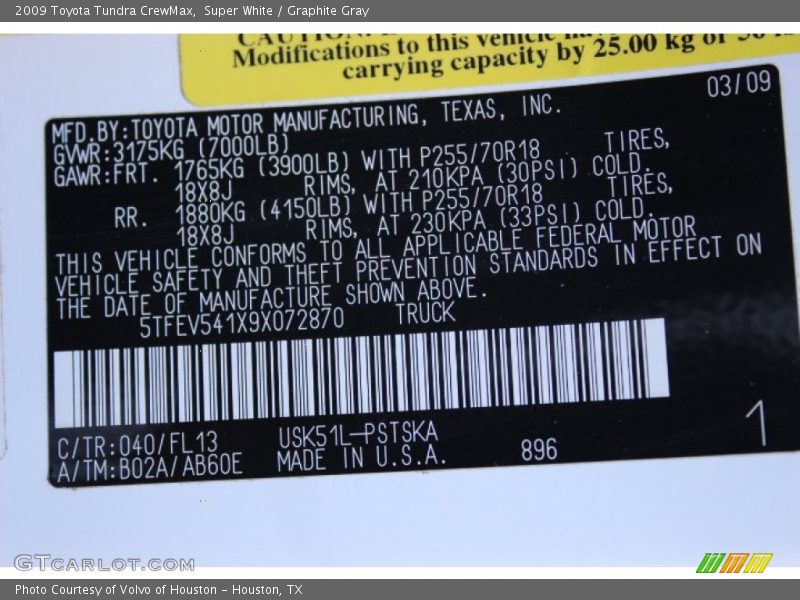 2009 Toyota Tundra CrewMax, Super White / Graphite Gray
Modifications to this vehicle
carrying capacity by 25.00 kg or
03/09
MFD.BY:TOYOTA MOTOR MANUFACTURING, TEXAS, INC.
GVWR:3175KG (7000LB)
GAWR:FRT. 1765KG (3900LB) WITH P255/70R18 TIRES,
18X8J RIMS, AT 210KPA (30PSI) COLD.
RR. 1880KG (4150LB) WITH P255/70R18 TIRES,
18X8J RIMS, AT 230KPA (33PSI) COLD.
THIS VEHICLE CONFORMS TO ALL APPLICABLE FEDERAL MOTOR
VEHICLE SAFETY AND THEFT PREVENTION STANDARDS IN EFFECT ON
THE DATE OF MANUFACTURE SHOWN ABOVE.
5TFEV541X9X072870 TRUCK
C/TR:040/FL13 USK51L-PSTSKA
A/TM:B02A/AB60E MADE IN U.S.A. 896 1
GTCARLOT.COM
Photo Courtesy of Volvo of Houston - Houston, TX